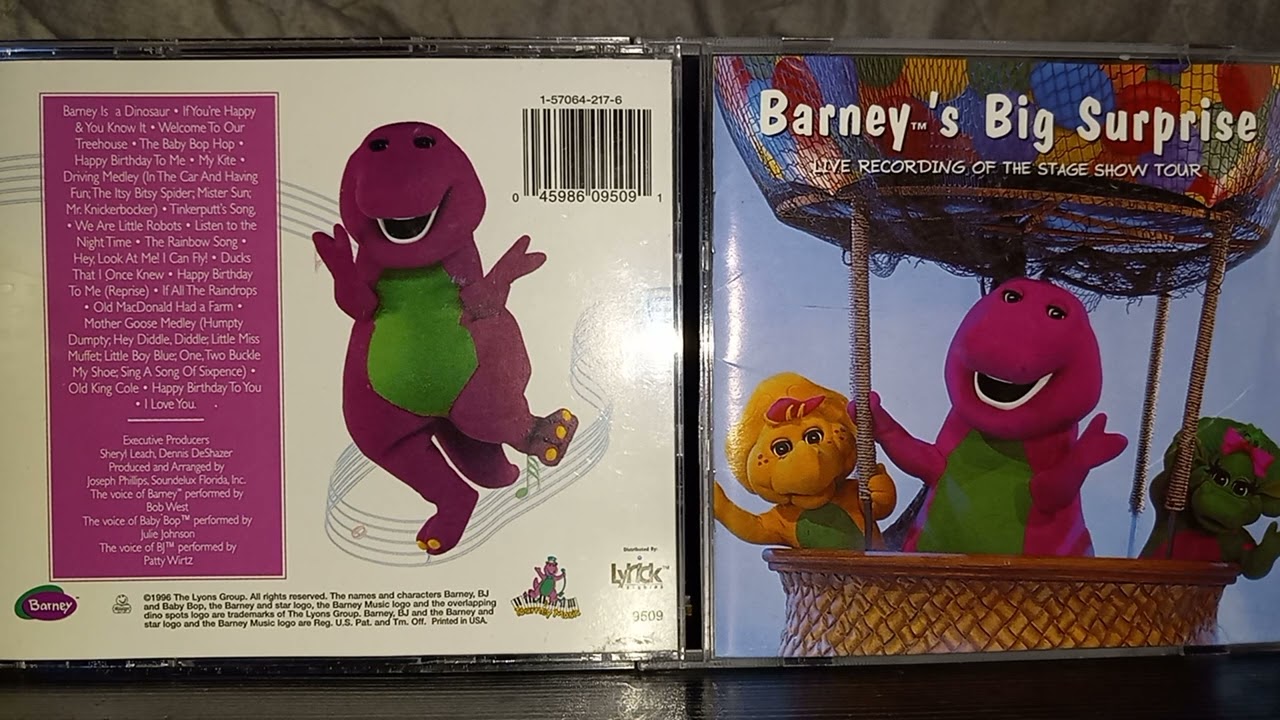 Barney Is a Dinosaur • If You're Happy
& You Know It • Welcome To Our
Treehouse • The Baby Bop Hop •
Happy Birthday To Me • My Kite •
Driving Medley (In The Car And Having
Fun; The Itsy Bitsy Spider; Mister Sun;
Mr. Knickerbocker) • Tinkerputt's Song,
• We Are Little Robots • Listen to the
Night Time • The Rainbow Song •
Hey, Look At Me! I Can Fly! • Ducks
That I Once Knew • Happy Birthday
To Me (Reprise) • If All The Raindrops
• Old MacDonald Had a Farm •
Mother Goose Medley (Humpty
Dumpty; Hey Diddle, Diddle; Little Miss
Muffet; Little Boy Blue; One, Two Buckle
My Shoe; Sing A Song Of Sixpence) •
Old King Cole • Happy Birthday To You
• I Love You.
Executive Producers
Sheryl Leach, Dennis DeShazer
Produced and Arranged by
Joseph Phillips, Soundelux Florida, Inc.
The voice of Barney™ performed by
Bob West
The voice of Baby Bop™ performed by
Julie Johnson
The voice of BJ™ performed by
Patty Wirtz
1-57064-217-6
0 45986 09509 1
Barney™
©1996 The Lyons Group. All rights reserved. The names and characters Barney, BJ
and Baby Bop, the Barney and star logo, the Barney Music logo and the overlapping
dino spots logo are trademarks of The Lyons Group. Barney, BJ and the Barney and
star logo and the Barney Music logo are Reg. U.S. Pat. and Tm. Off. Printed in USA.
Barney Music
Distributed By:
Lyrick™
STUDIOS
9509
Barney™'s Big Surprise
LIVE RECORDING OF THE STAGE SHOW TOUR